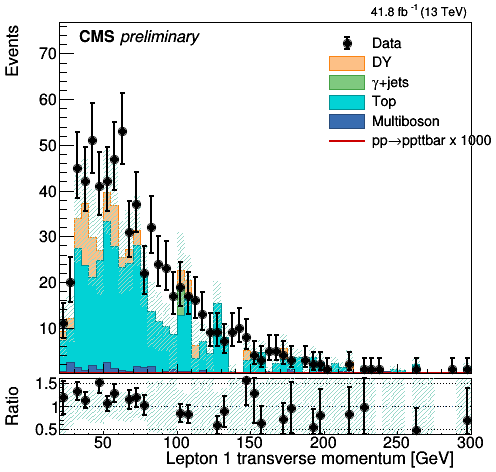 41.8 fb⁻¹ (13 TeV)
CMS preliminary
Events
Data
DY
γ+jets
Top
Multiboson
pp→ppttbar x 1000
70
60
50
40
30
20
10
Ratio
1.5
1
0.5
50 100 150 200 250 300
Lepton 1 transverse momentum [GeV]